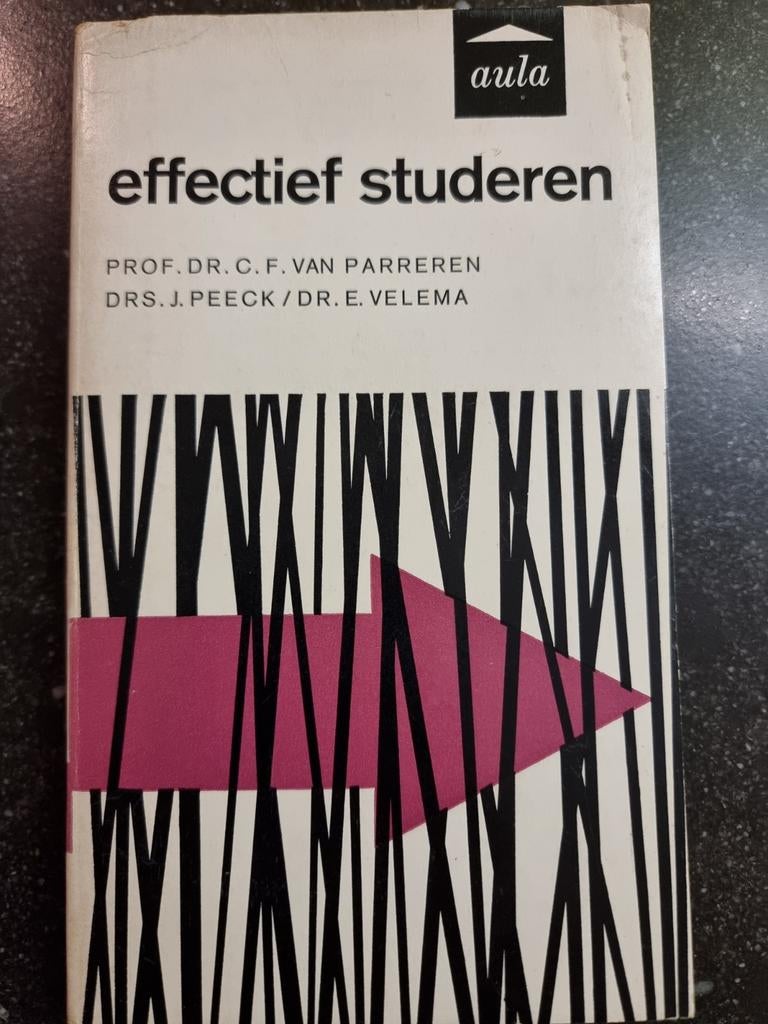 aula
effectief studeren
PROF. DR. C. F. VAN PARREREN
DRS. J. PEECK / DR. E. VELEMA